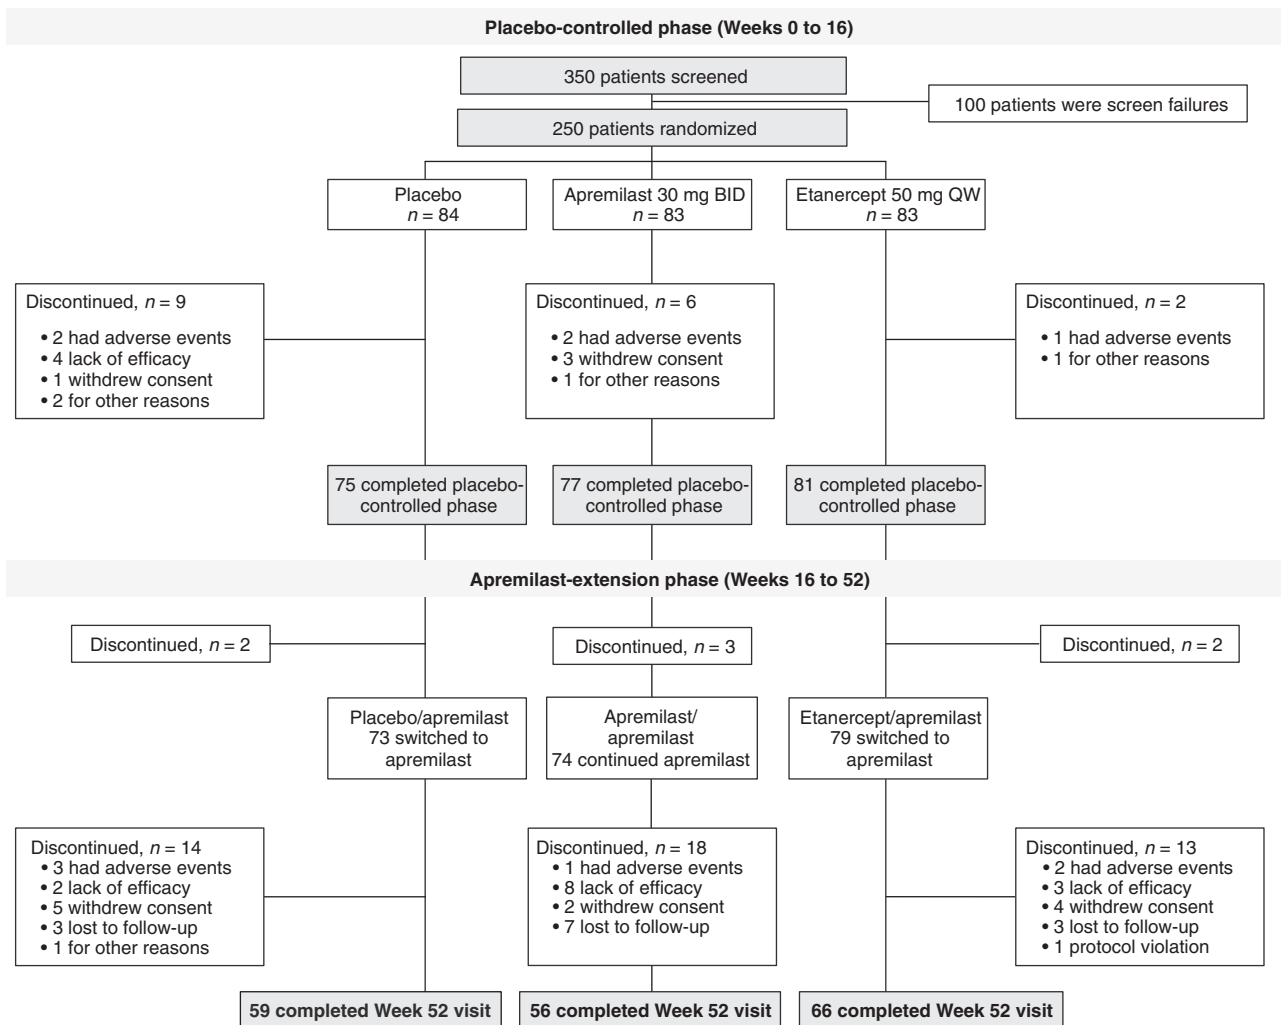 Placebo-controlled phase (Weeks 0 to 16)
350 patients screened
100 patients were screen failures
250 patients randomized
Placebo
n = 84
Apremilast 30 mg BID
n = 83
Etanercept 50 mg QW
n = 83
Discontinued, n = 9
• 2 had adverse events
• 4 lack of efficacy
• 1 withdrew consent
• 2 for other reasons
Discontinued, n = 6
• 2 had adverse events
• 3 withdrew consent
• 1 for other reasons
Discontinued, n = 2
• 1 had adverse events
• 1 for other reasons
75 completed placebo-
controlled phase
77 completed placebo-
controlled phase
81 completed placebo-
controlled phase
Apremilast-extension phase (Weeks 16 to 52)
Discontinued, n = 2
Discontinued, n = 3
Discontinued, n = 2
Placebo/apremilast
73 switched to
apremilast
Apremilast/
apremilast
74 continued apremilast
Etanercept/apremilast
79 switched to
apremilast
Discontinued, n = 14
• 3 had adverse events
• 2 lack of efficacy
• 5 withdrew consent
• 3 lost to follow-up
• 1 for other reasons
Discontinued, n = 18
• 1 had adverse events
• 8 lack of efficacy
• 2 withdrew consent
• 7 lost to follow-up
Discontinued, n = 13
• 2 had adverse events
• 3 lack of efficacy
• 4 withdrew consent
• 3 lost to follow-up
• 1 protocol violation
59 completed Week 52 visit
56 completed Week 52 visit
66 completed Week 52 visit